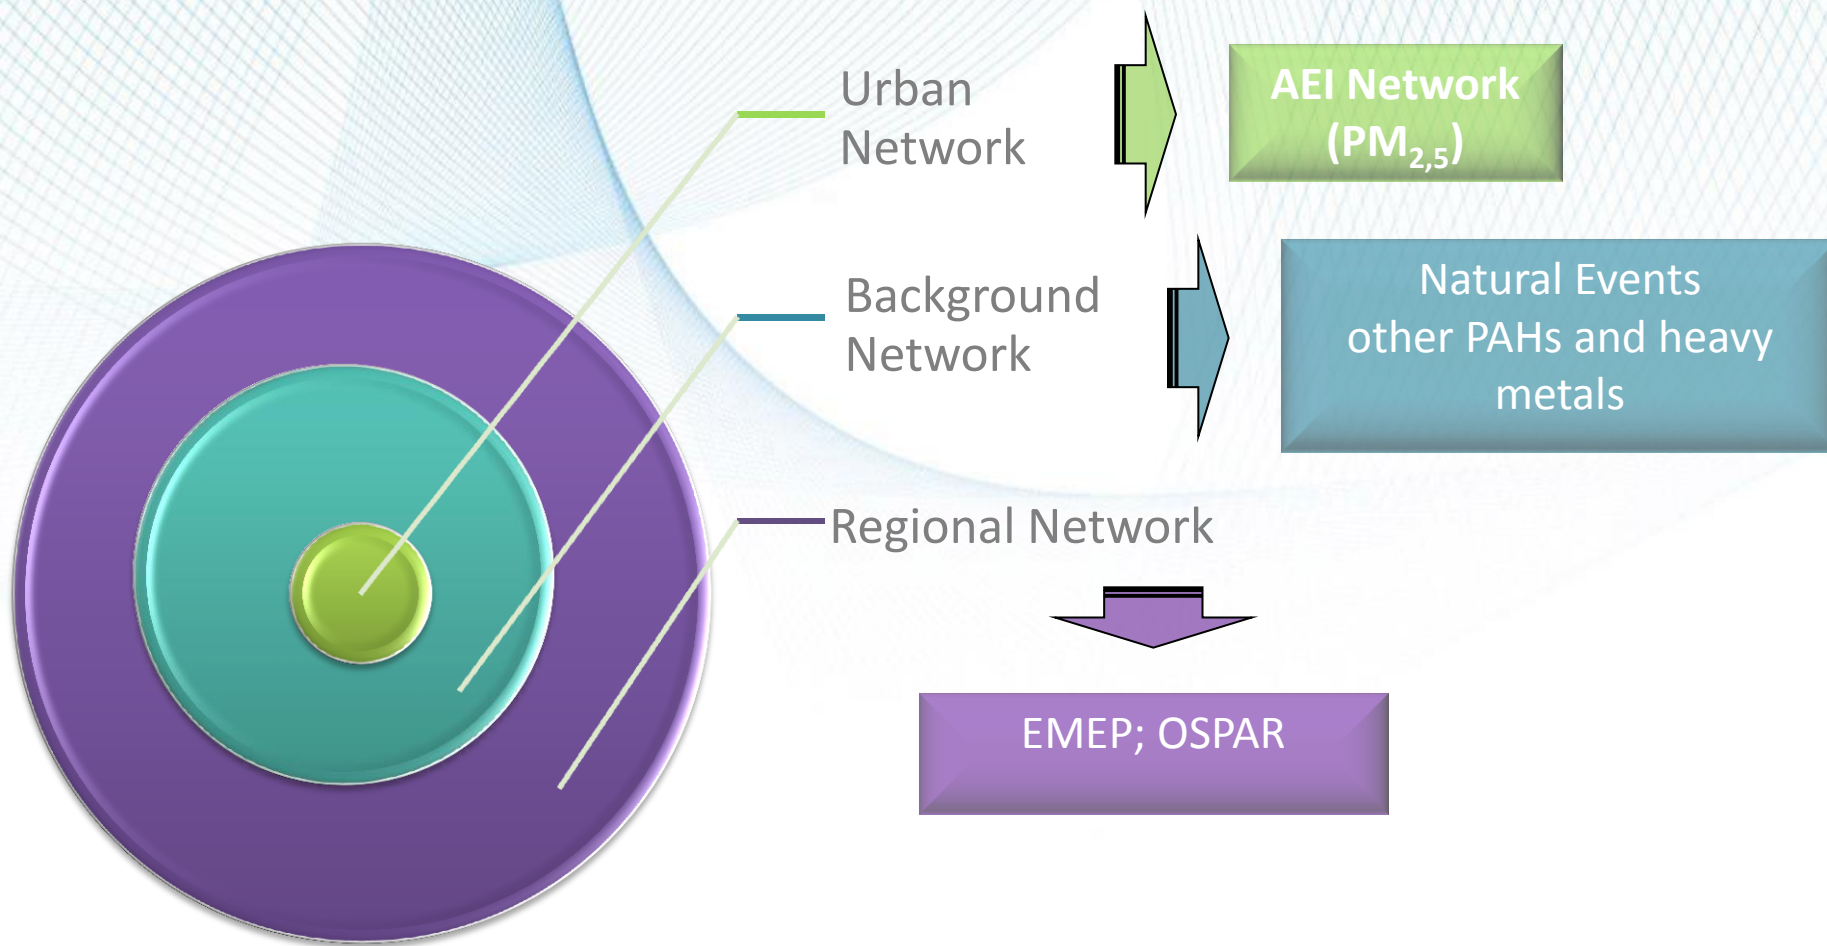 Urban
Network
AEI Network
(PM2,5)
Background
Network
Natural Events
other PAHs and heavy
metals
Regional Network
EMEP; OSPAR